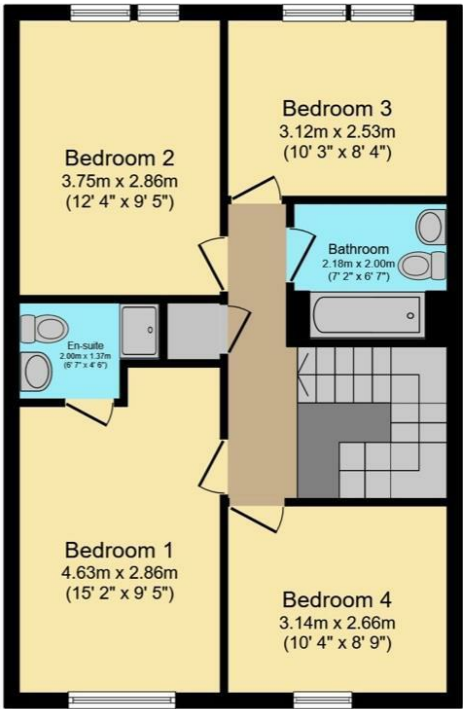 Bedroom 2
3.75m x 2.86m
(12' 4" x 9' 5")
Bedroom 3
3.12m x 2.53m
(10' 3" x 8' 4")
Bathroom
2.18m x 2.00m
(7' 2" x 6' 7")
En-suite
2.00m x 1.37m
(6' 7" x 4' 6")
Bedroom 1
4.63m x 2.86m
(15' 2" x 9' 5")
Bedroom 4
3.14m x 2.66m
(10' 4" x 8' 9")